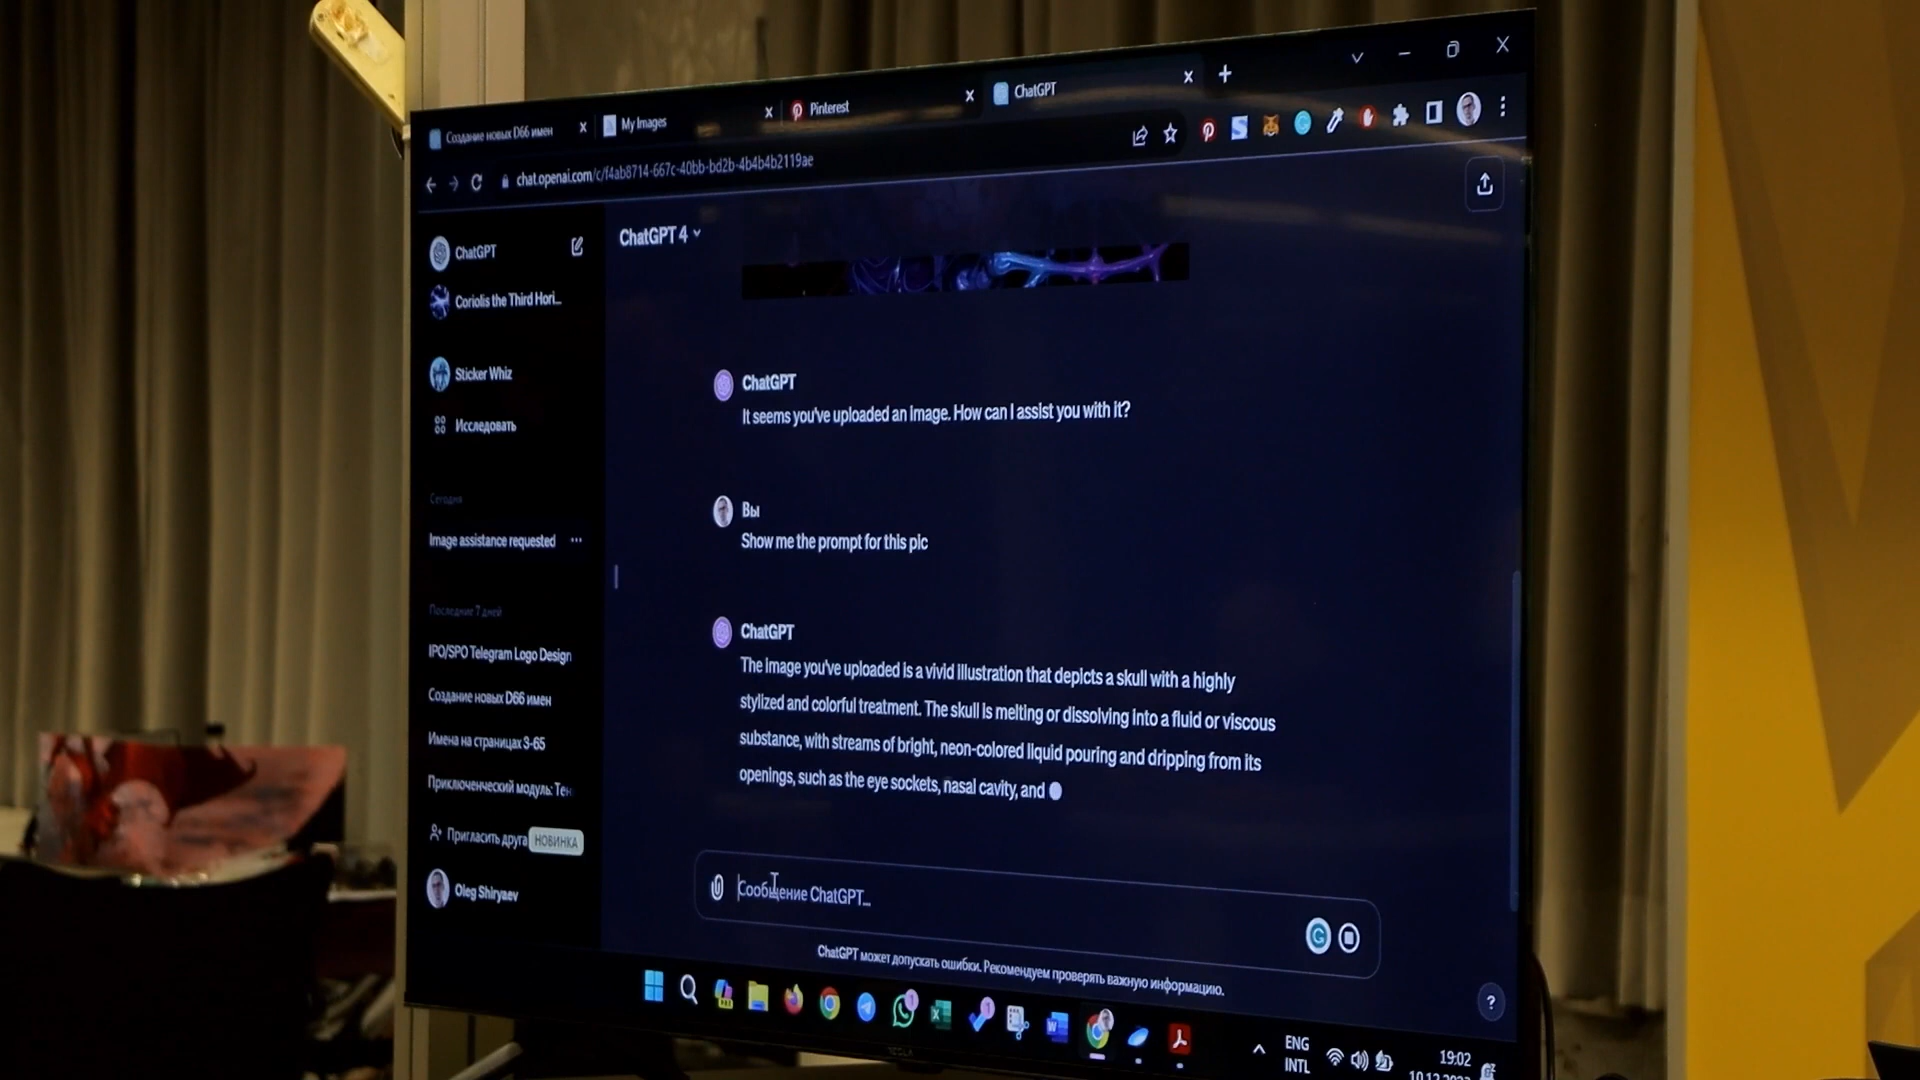 Создание новых D66 имен
My Images
Pinterest
ChatGPT
chat.openai.com/c/f4ab8714-667c-40bb-bd2b-4b4b4b2119ae
ChatGPT
Coriolis the Third Hori...
Sticker Whiz
Исследовать
Сегодня
Image assistance requested
Последние 7 дней
IPO/SPO Telegram Logo Design
Создание новых D66 имен
Имена на страницах 3-65
Приключенческий модуль: Тен
Пригласить друга НОВИНКА
Oleg Shiryaev
ChatGPT 4
ChatGPT
It seems you've uploaded an image. How can I assist you with it?
Вы
Show me the prompt for this pic
ChatGPT
The image you've uploaded is a vivid illustration that depicts a skull with a highly
stylized and colorful treatment. The skull is melting or dissolving into a fluid or viscous
substance, with streams of bright, neon-colored liquid pouring and dripping from its
openings, such as the eye sockets, nasal cavity, and
Сообщение ChatGPT...
ChatGPT может допускать ошибки. Рекомендуем проверять важную информацию.
?
ENG
INTL
19:02